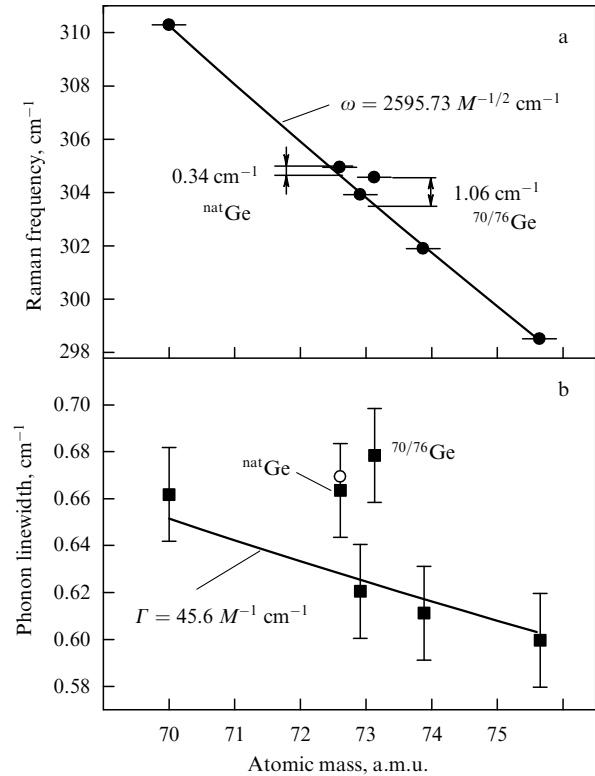 a
310
308
306
304
302
300
298
Raman frequency, cm⁻¹
ω = 2595.73 M⁻¹/² cm⁻¹
0.34 cm⁻¹
ⁿᵃᵗGe
1.06 cm⁻¹
⁷⁰/⁷⁶Ge
b
0.70
0.68
0.66
0.64
0.62
0.60
0.58
Phonon linewidth, cm⁻¹
⁷⁰/⁷⁶Ge
ⁿᵃᵗGe
Γ = 45.6 M⁻¹ cm⁻¹
70 71 72 73 74 75
Atomic mass, a.m.u.